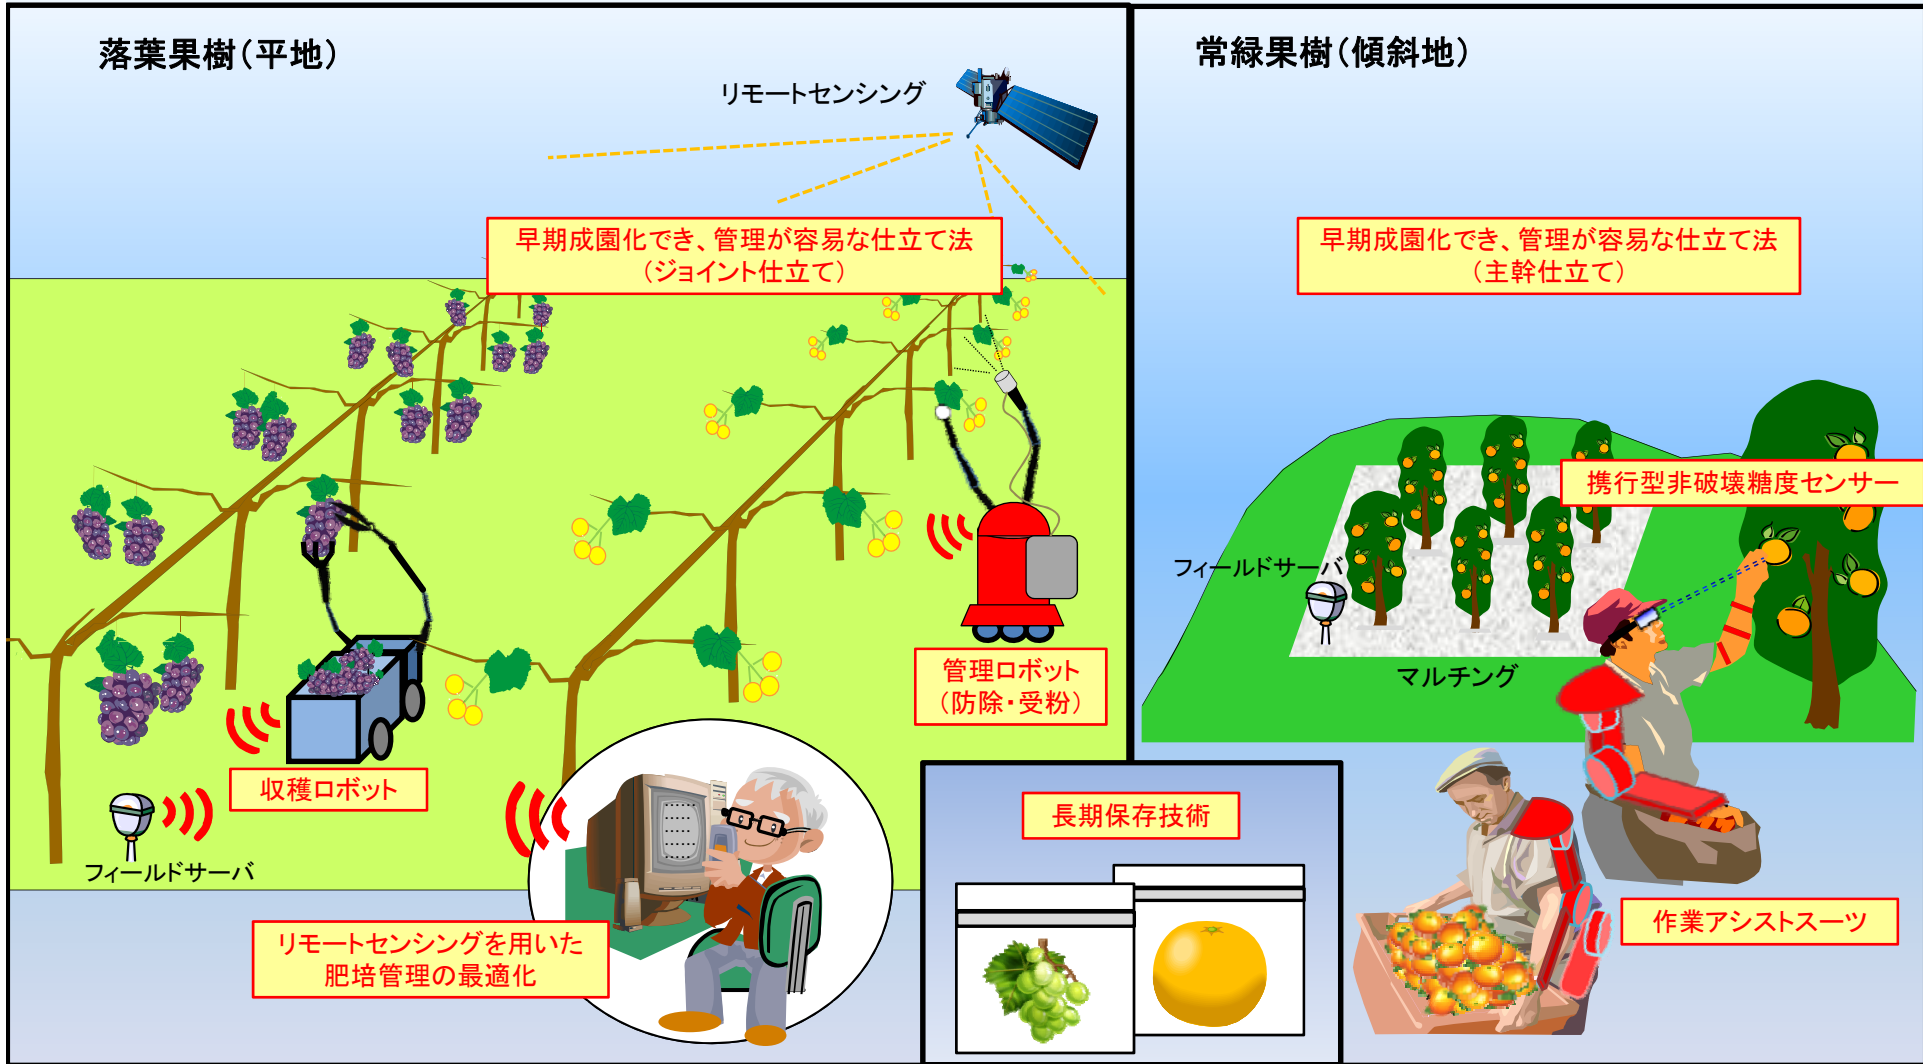 落葉果樹（平地）
リモートセンシング
早期成園化でき、管理が容易な仕立て法
（ジョイント仕立て）
管理ロボット
（防除・受粉）
収穫ロボット
フィールドサーバ
リモートセンシングを用いた
肥培管理の最適化
常緑果樹（傾斜地）
早期成園化でき、管理が容易な仕立て法
（主幹仕立て）
携行型非破壊糖度センサー
フィールドサーバ
マルチング
作業アシストスーツ
長期保存技術